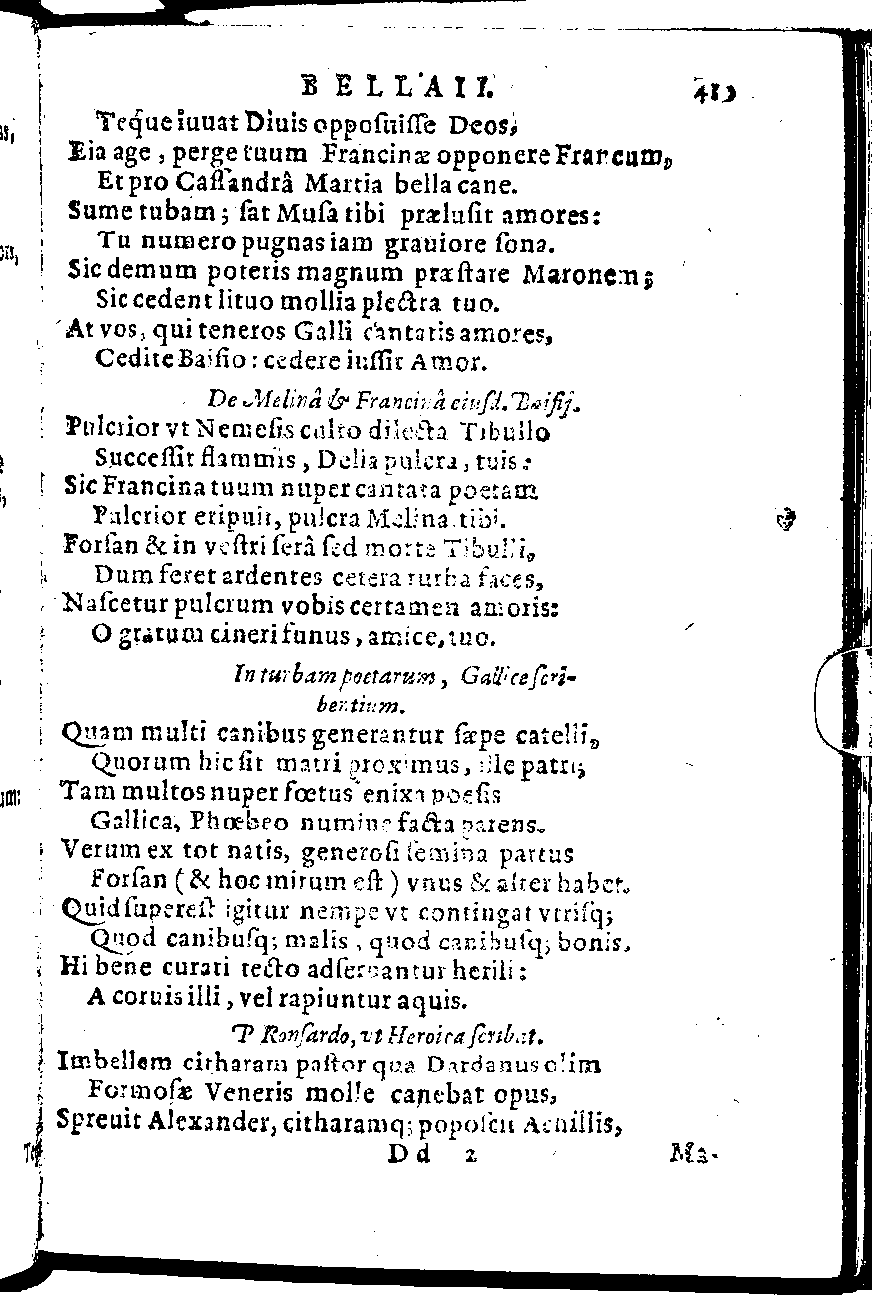 BELLAII. 419
Teq́ue iuuat Diuis opposuisse Deos,
Eia age, perge tuum Francinæ opponere Francum,
Et pro Cassandrâ Martia bella cane.
Sume tubam; sat Musa tibi prælusit amores:
Tu numero pugnas iam grauiore sona.
Sic demum poteris magnum præstare Maronem;
Sic cedent lituo mollia plectra tuo.
At vos, qui teneros Galli cantatis amores,
Cedite Baisio: cedere iussit Amor.
De Melinâ & Francinâ eiusd. Baisij.
Pulcrior vt Nemesis culto dilecta Tibullo
Successit flammis, Delia pulcra, tuis:
Sic Francina tuum nuper cantata poetam
Pulcrior eripuit, pulcra Melina tibi.
Forsan & in vestri serâ sed morte Tibulli,
Dum feret ardentes cetera turba faces,
Nascetur pulcrum vobis certamen amoris:
O gratum cineri funus, amice, tuo.
In turbam poetarum, Gallice scri-
bentium.
Quam multi canibus generantur sæpe catelli,
Quorum hic sit matri proximus, ille patri;
Tam multos nuper fœtus enixa poesis
Gallica, Phœbeo numine facta parens.
Verum ex tot natis, generosi semina partus
Forsan (& hoc mirum est) vnus & alter habet.
Quid superest igitur nempe vt contingat vtrisq;
Quod canibusq; malis, quod canibusq; bonis.
Hi bene curati tecto adseruantur herili:
A coruis illi, vel rapiuntur aquis.
P Ronsardo, vt Heroica scribat.
Imbellem citharam pastor qua Dardanus olim
Formosæ Veneris molle canebat opus,
Spreuit Alexander, citharamq; poposcit Achillis,
Dd 2 Ma-